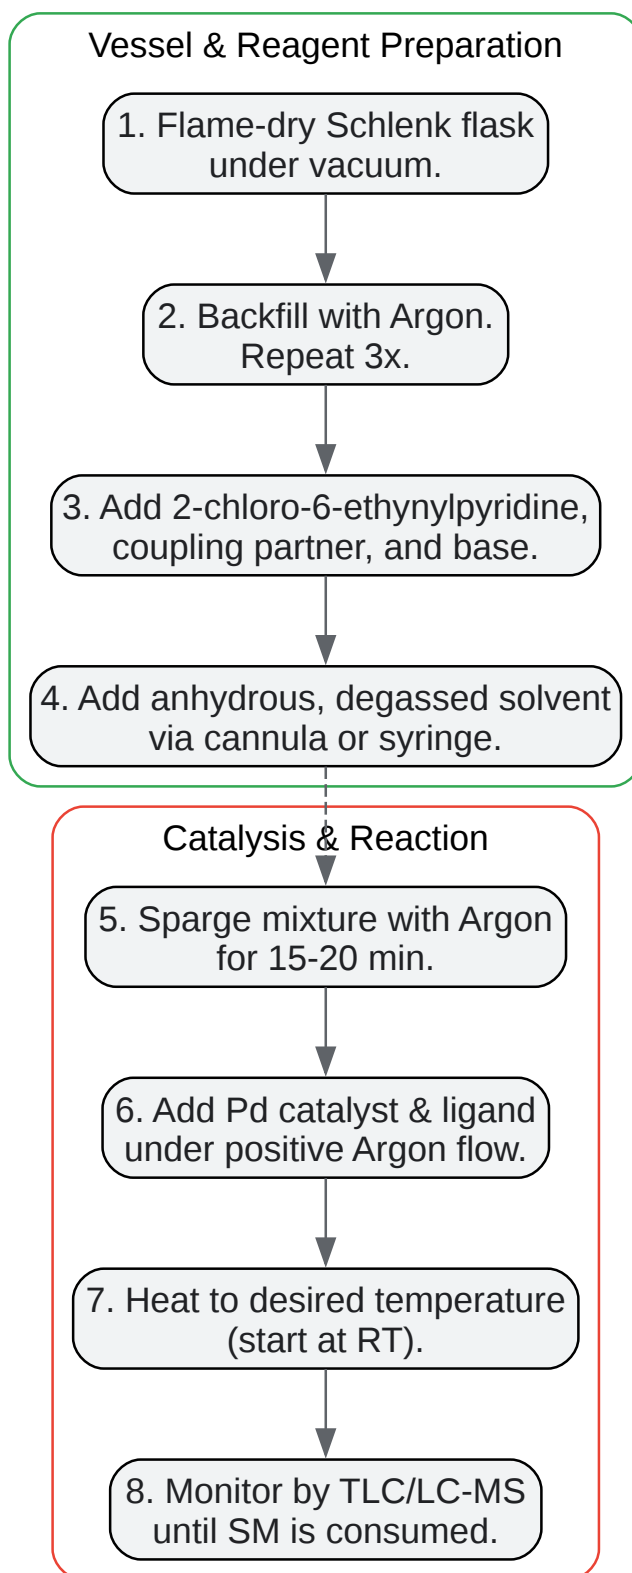 Vessel & Reagent Preparation
1. Flame-dry Schlenk flask
under vacuum.
2. Backfill with Argon.
Repeat 3x.
3. Add 2-chloro-6-ethynylpyridine,
coupling partner, and base.
4. Add anhydrous, degassed solvent
via cannula or syringe.
Catalysis & Reaction
5. Sparge mixture with Argon
for 15-20 min.
6. Add Pd catalyst & ligand
under positive Argon flow.
7. Heat to desired temperature
(start at RT).
8. Monitor by TLC/LC-MS
until SM is consumed.